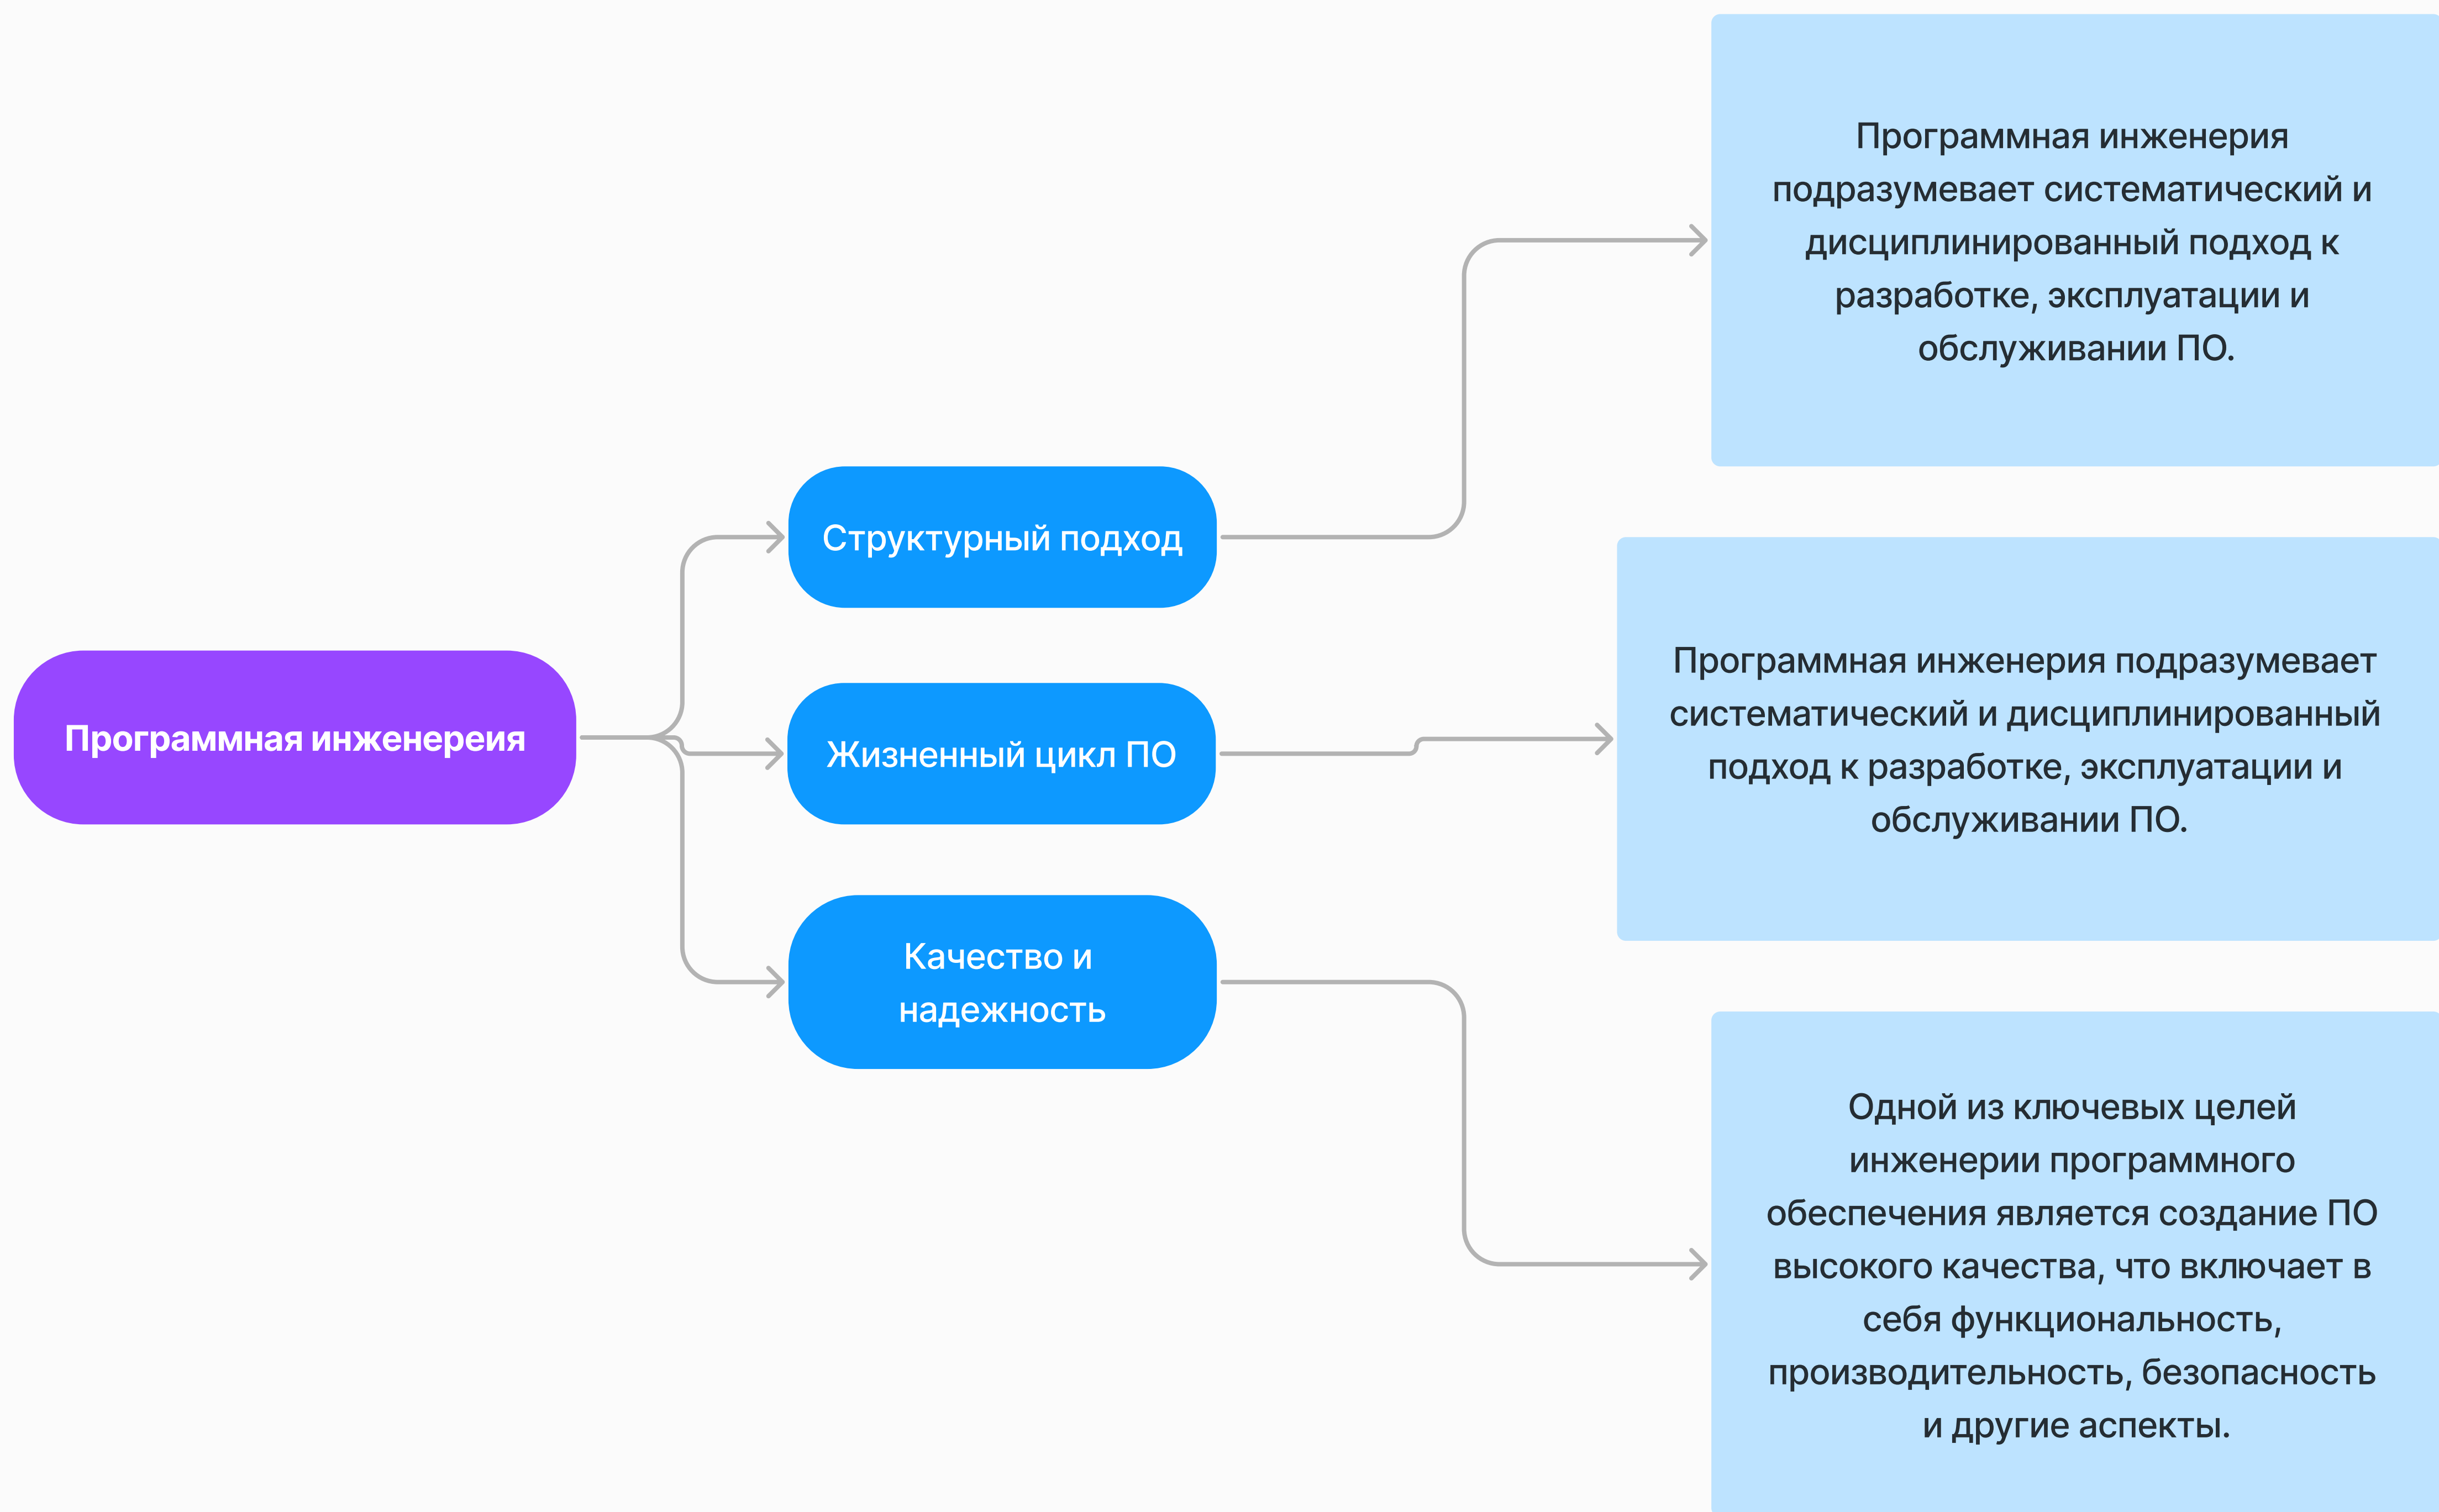 Программная инженереия
Структурный подход
Жизненный цикл ПО
Качество и
надежность
Программная инженерия
подразумевает систематический и
дисциплинированный подход к
разработке, эксплуатации и
обслуживании ПО.
Программная инженерия подразумевает
систематический и дисциплинированный
подход к разработке, эксплуатации и
обслуживании ПО.
Одной из ключевых целей
инженерии программного
обеспечения является создание ПО
высокого качества, что включает в
себя функциональность,
производительность, безопасность
и другие аспекты.